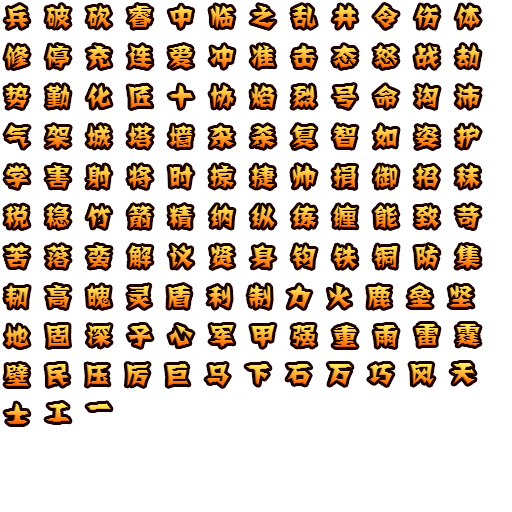 兵破砍睿中临之乱井令伤体
修停充连爱冲准击态怒战劫
势勤化匠十协焰烈号命沟沛
气架城塔墙杂杀复智如姿护
学害射将时掠捷帅捐御招袜
税稳竹箭精纳纵练缠能致苛
苦落蛮解议贤身钧铁铜防集
韧高魄灵盾利制力火鹿垒坚
地固深子心军甲强重雨雷霆
壁民压后巨马下石万巧风天
士工一